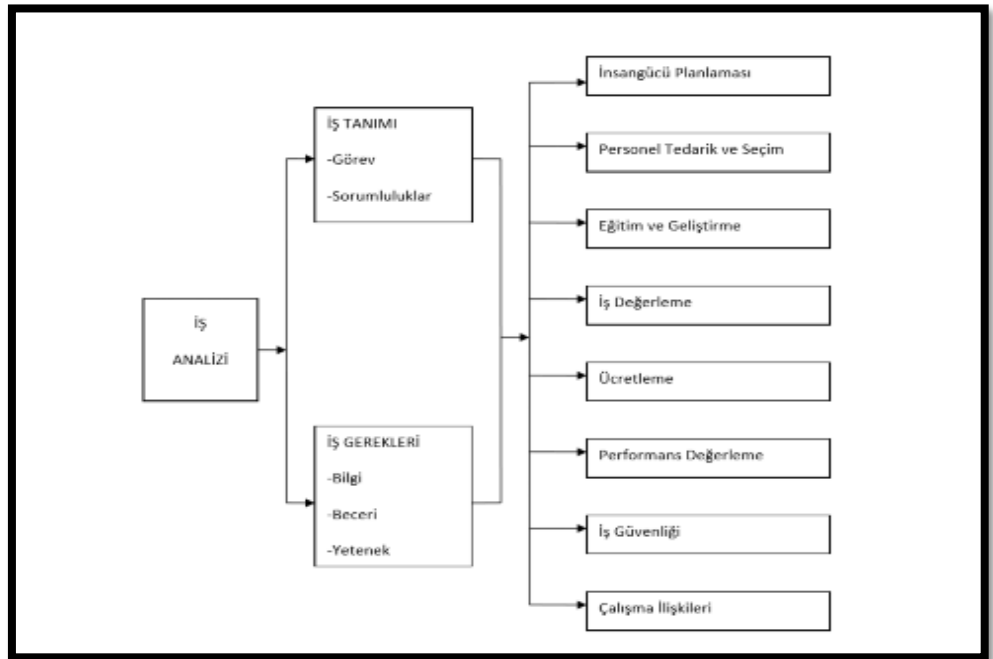 İŞ
ANALİZİ
İŞ TANIMI
-Görev
-Sorumluluklar
İŞ GEREKLERİ
-Bilgi
-Beceri
-Yetenek
İnsangücü Planlaması
Personel Tedarik ve Seçim
Eğitim ve Geliştirme
İş Değerleme
Ücretleme
Performans Değerleme
İş Güvenliği
Çalışma İlişkileri